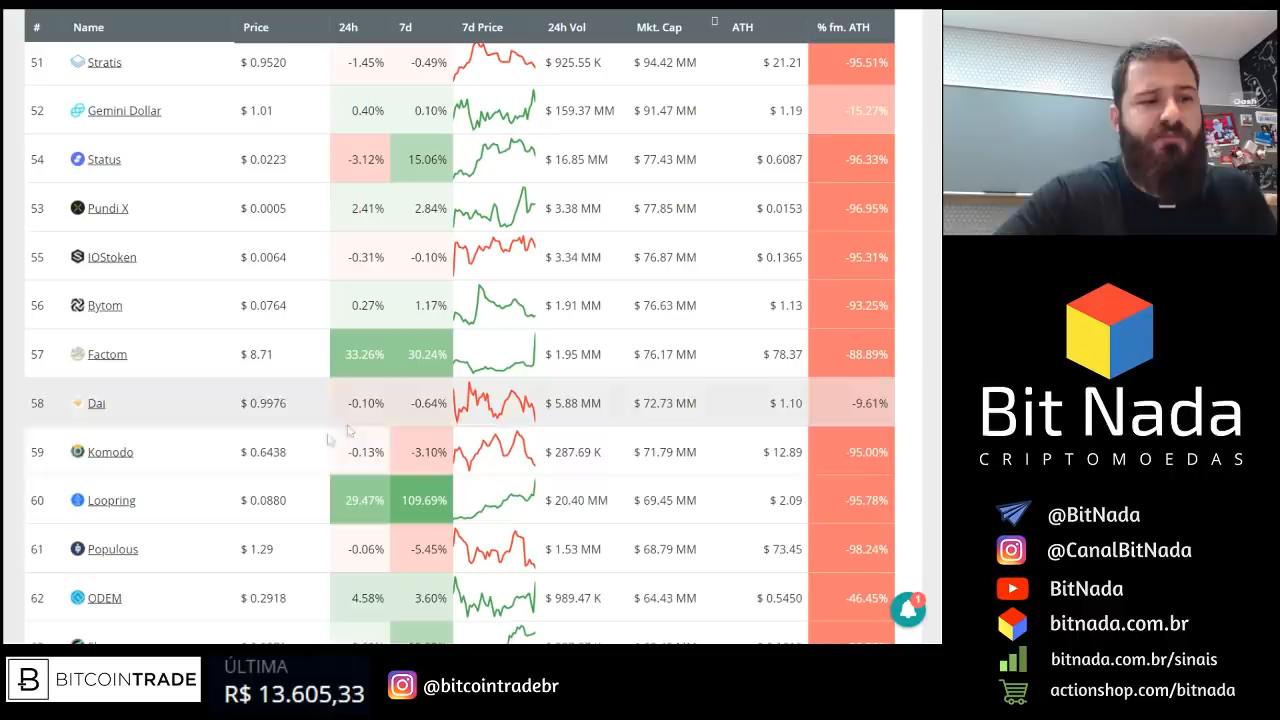 # Name Price 24h 7d 7d Price 24h Vol Mkt. Cap ATH % fm. ATH
51 Stratis $ 0.9520 -1.45% -0.49% $ 925.55 K $ 94.42 MM $ 21.21 -95.51%
52 Gemini Dollar $ 1.01 0.40% 0.10% $ 159.37 MM $ 91.47 MM $ 1.19 -15.27%
54 Status $ 0.0223 -3.12% 15.06% $ 16.85 MM $ 77.43 MM $ 0.6087 -96.33%
53 Pundi X $ 0.0005 2.41% 2.84% $ 3.38 MM $ 77.85 MM $ 0.0153 -96.95%
55 IOStoken $ 0.0064 -0.31% -0.10% $ 3.34 MM $ 76.87 MM $ 0.1365 -95.31%
56 Bytom $ 0.0764 0.27% 1.17% $ 1.91 MM $ 76.63 MM $ 1.13 -93.25%
57 Factom $ 8.71 33.26% 30.24% $ 1.95 MM $ 76.17 MM $ 78.37 -88.89%
58 Dai $ 0.9976 -0.10% -0.64% $ 5.88 MM $ 72.73 MM $ 1.10 -9.61%
59 Komodo $ 0.6438 -0.13% -3.10% $ 287.69 K $ 71.79 MM $ 12.89 -95.00%
60 Loopring $ 0.0880 29.47% 109.69% $ 20.40 MM $ 69.45 MM $ 2.09 -95.78%
61 Populous $ 1.29 -0.06% -5.45% $ 1.53 MM $ 68.79 MM $ 73.45 -98.24%
62 ODEM $ 0.2918 4.58% 3.60% $ 989.47 K $ 64.43 MM $ 0.5450 -46.45%
1
Dash
Bit Nada
CRIPTOMOEDAS
@BitNada
@CanalBitNada
BitNada
bitnada.com.br
bitnada.com.br/sinais
actionshop.com/bitnada
BITCOINTRADE
ÚLTIMA
R$ 13.605,33
@bitcointradebr